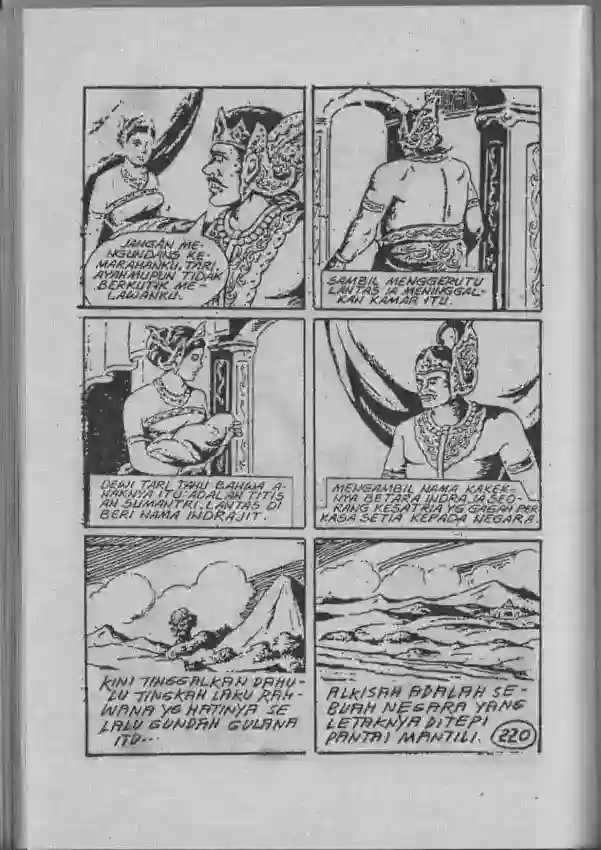 JANGAN ME-
NGUNDANG KE-
MARAHANKU, TARI
AYAHMUPUN TIDAK
BERKUTIK ME-
LAWANKU.
SAMBIL MENGGERUTU
LANTAS IA MENINGGAL-
KAN KAMAR ITU.
DEWI TARI TAHU BAHWA A-
NAKNYA ITU ADALAH TITIS
AN SUMANTRI. LANTAS DI
BERI NAMA INDRAJIT.
MENGAMBIL NAMA KAKEK-
NYA BETARA INDRA. IA SEO-
RANG KESATRIA YG GAGAH PER
KASA SETIA KEPADA NEGARA.
KINI TINGGALKAN DAHU-
LU TINGKAH LAKU RAH-
WANA YG HATINYA SE
LALU GUNDAH GULANA
ITU...
ALKISAH ADALAH SE-
BUAH NEGARA YANG
LETAKNYA DITEPI
PANTAI MANTILI.
220